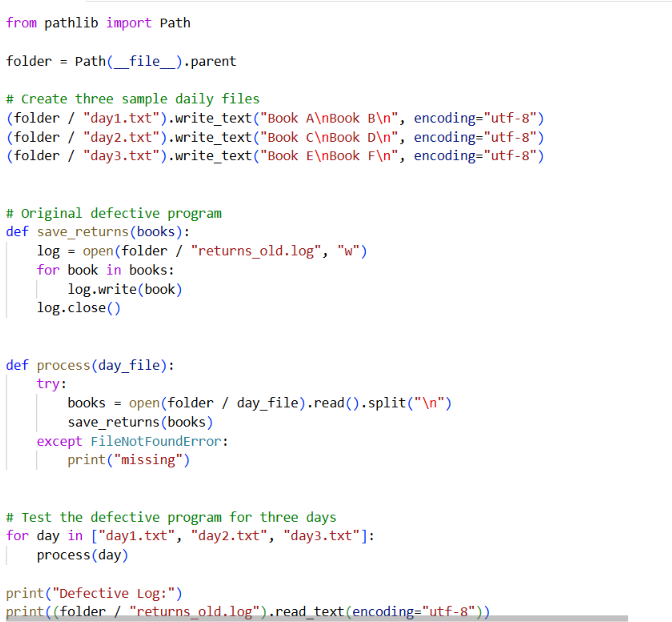 from pathlib import Path
folder = Path(__file__).parent
# Create three sample daily files
(folder / "day1.txt").write_text("Book A\nBook B\n", encoding="utf-8")
(folder / "day2.txt").write_text("Book C\nBook D\n", encoding="utf-8")
(folder / "day3.txt").write_text("Book E\nBook F\n", encoding="utf-8")
# Original defective program
def save_returns(books):
    log = open(folder / "returns_old.log", "w")
    for book in books:
        log.write(book)
    log.close()
def process(day_file):
    try:
        books = open(folder / day_file).read().split("\n")
        save_returns(books)
    except FileNotFoundError:
        print("missing")
# Test the defective program for three days
for day in ["day1.txt", "day2.txt", "day3.txt"]:
    process(day)
print("Defective Log:")
print((folder / "returns_old.log").read_text(encoding="utf-8"))